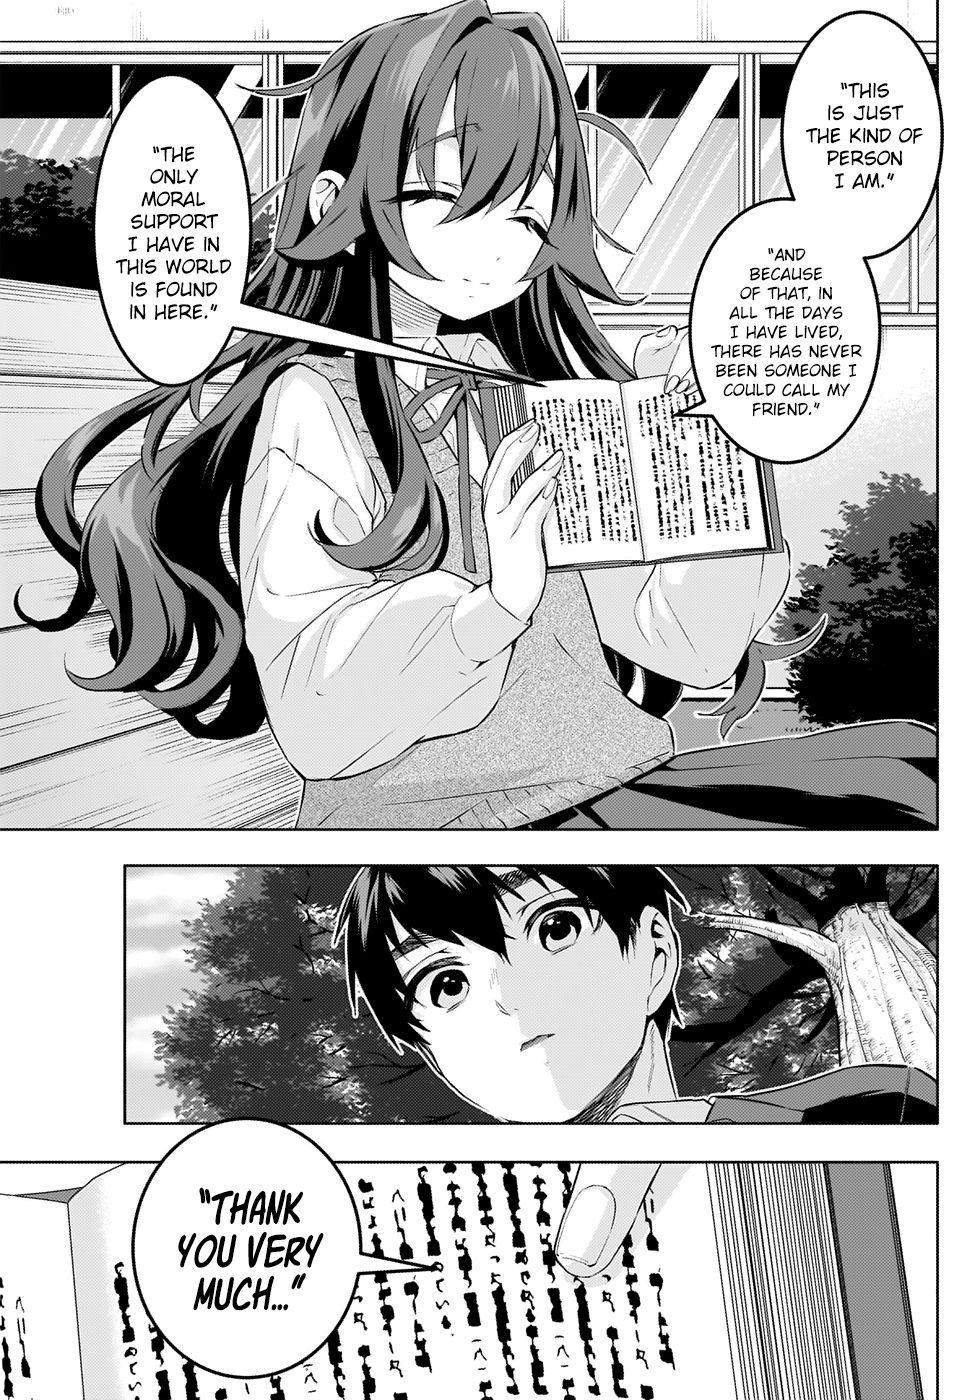 "THIS
IS JUST
THE KIND OF
PERSON
I AM."
"AND
BECAUSE
OF THAT, IN
ALL THE DAYS
I HAVE LIVED,
THERE HAS NEVER
BEEN SOMEONE I
COULD CALL MY
FRIEND."
"THE
ONLY
MORAL
SUPPORT
I HAVE IN
THIS WORLD
IS FOUND
IN HERE."
"THANK
YOU VERY
MUCH..."